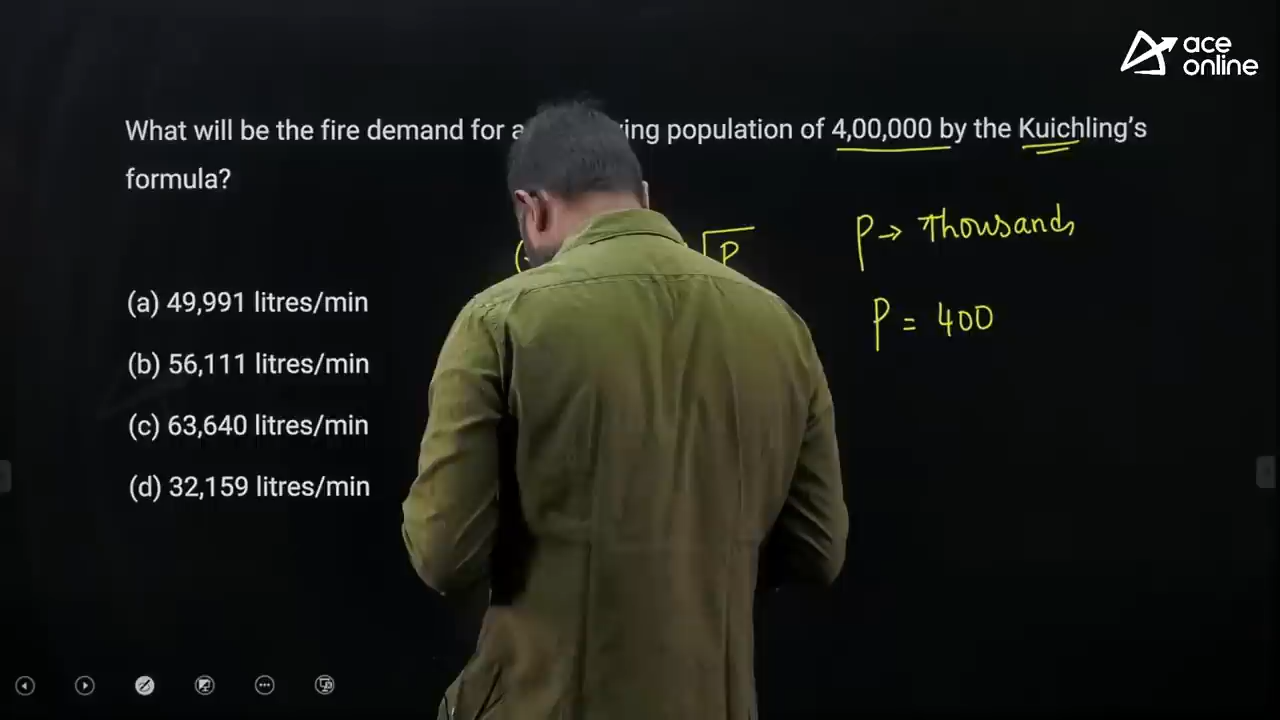 ace
online
What will be the fire demand for a ing population of 4,00,000 by the Kuichling's
formula?
P → Thousands
√P
(a) 49,991 litres/min
P = 400
(b) 56,111 litres/min
(c) 63,640 litres/min
(d) 32,159 litres/min